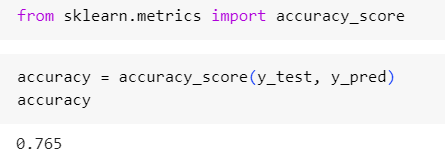 from sklearn.metrics import accuracy_score
accuracy = accuracy_score(y_test, y_pred)
accuracy
0.765